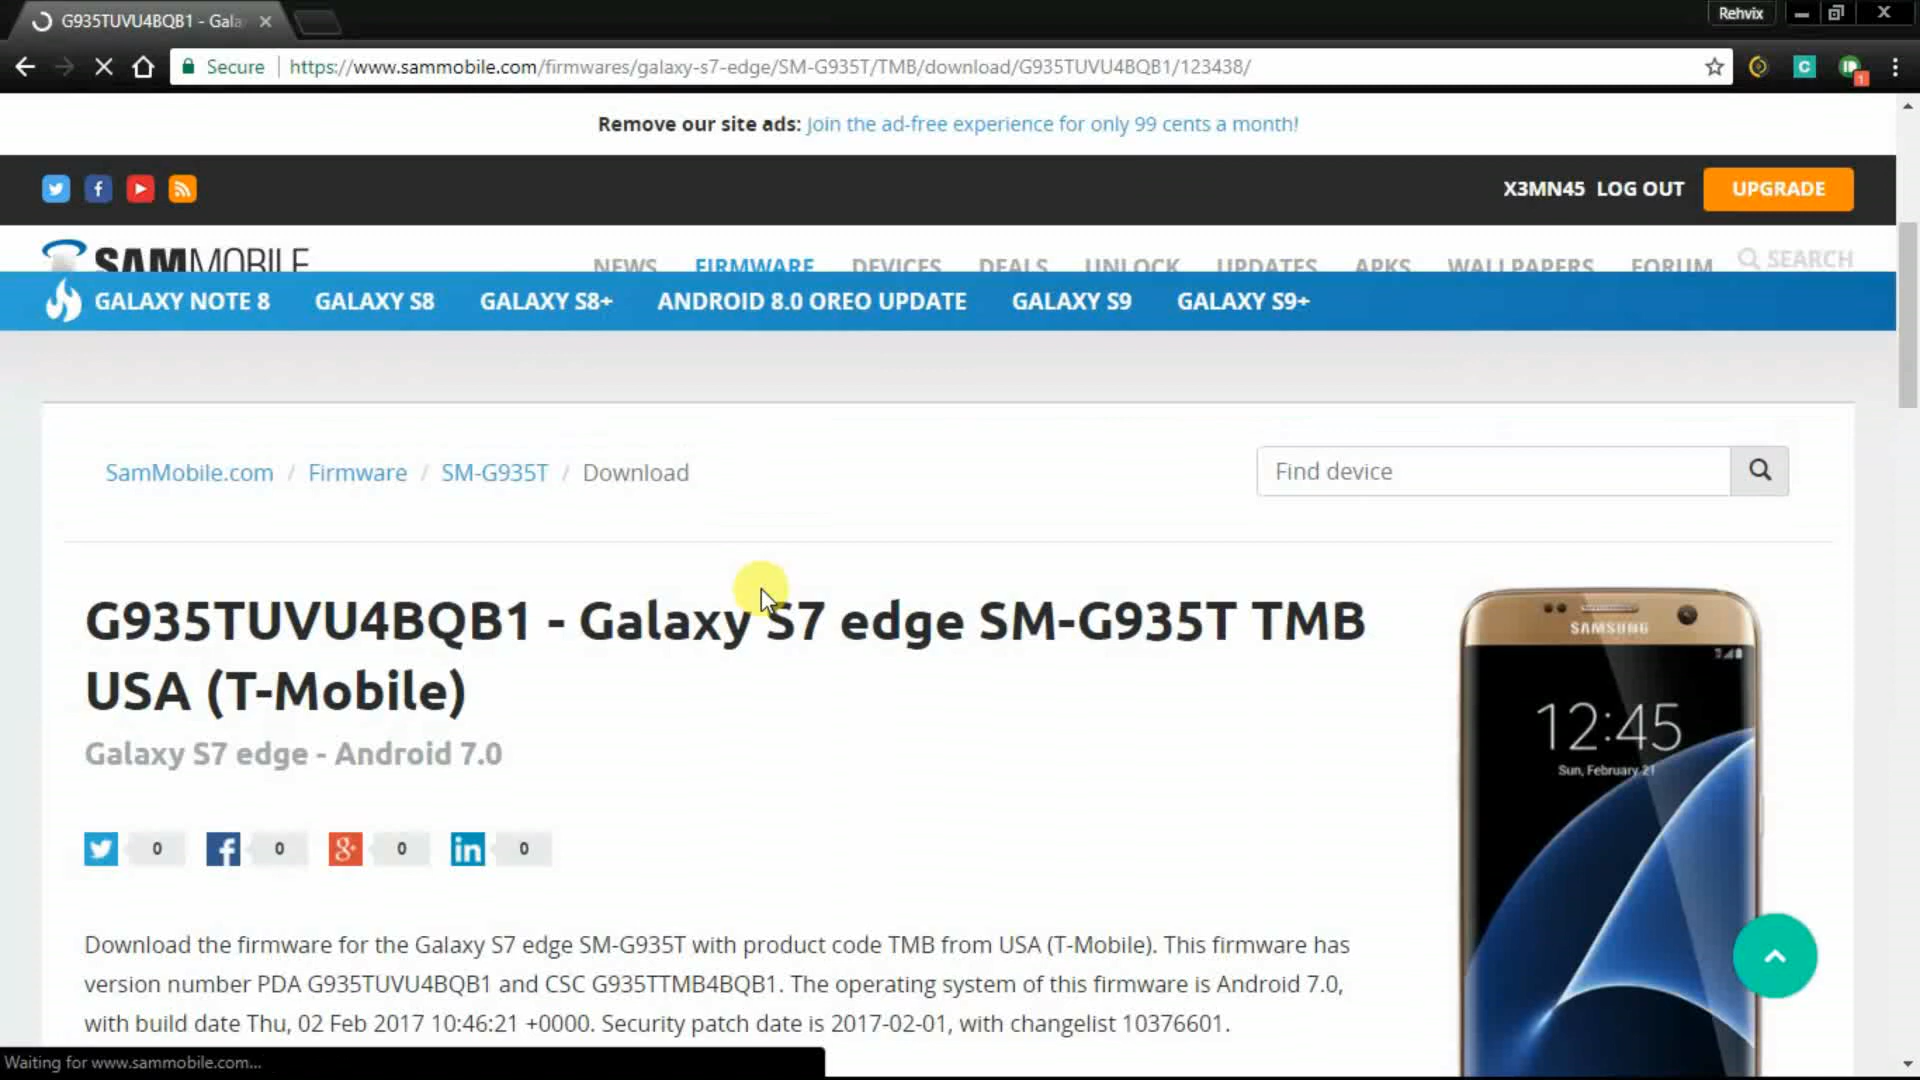 G935TUVU4BQB1 - Gala
Rehvix
Secure
https://www.sammobile.com/firmwares/galaxy-s7-edge/SM-G935T/TMB/download/G935TUVU4BQB1/123438/
C
1
Remove our site ads: Join the ad-free experience for only 99 cents a month!
X3MN45 LOG OUT UPGRADE
SAMMOBILE
NEWS FIRMWARE DEVICES DEALS UNLOCK UPDATES APKS WALLPAPERS FORUM SEARCH
GALAXY NOTE 8 GALAXY S8 GALAXY S8+ ANDROID 8.0 OREO UPDATE GALAXY S9 GALAXY S9+
SamMobile.com / Firmware / SM-G935T / Download
Find device
G935TUVU4BQB1 - Galaxy S7 edge SM-G935T TMB
USA (T-Mobile)
Galaxy S7 edge - Android 7.0
SAMSUNG
12:45
Sun, February 21
0 0 0 0
Download the firmware for the Galaxy S7 edge SM-G935T with product code TMB from USA (T-Mobile). This firmware has
version number PDA G935TUVU4BQB1 and CSC G935TTMB4BQB1. The operating system of this firmware is Android 7.0,
with build date Thu, 02 Feb 2017 10:46:21 +0000. Security patch date is 2017-02-01, with changelist 10376601.
Waiting for www.sammobile.com...